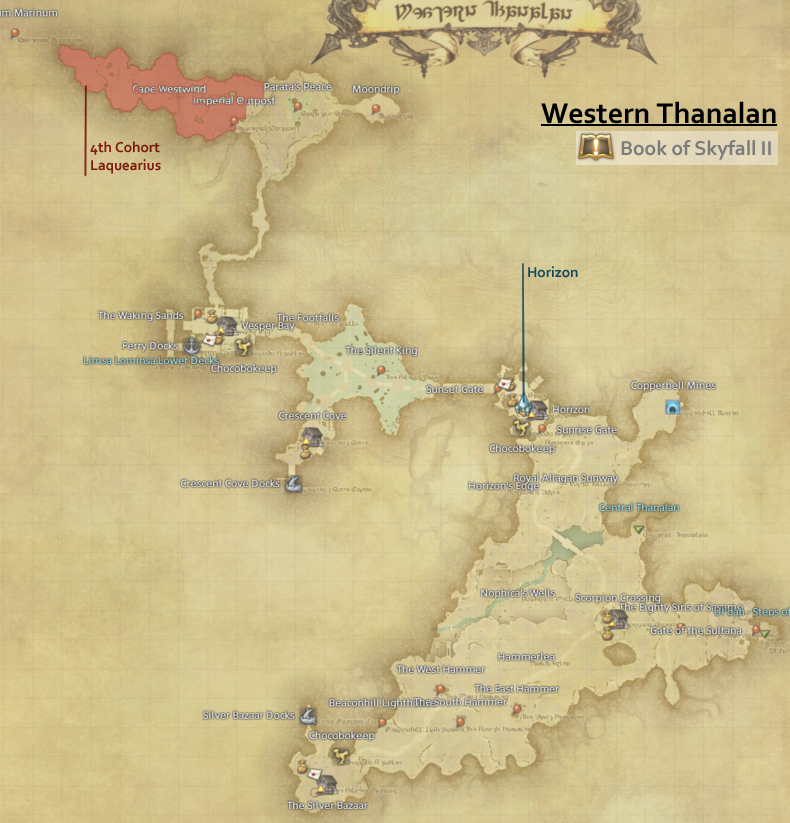 um Marinum
Western Thanalan
Cape Westwind
Imperial Outpost
Parata's Peace
Moondrip
Western Thanalan
Book of Skyfall II
4th Cohort
Laquearius
Horizon
The Waking Sands
The Footfalls
Vesper Bay
Ferry Docks
Limsa Lominsa Lower Decks
Chocobokeep
The Silent King
Sunset Gate
Copperbell Mines
Horizon
Crescent Cove
Sunrise Gate
Chocobokeep
Royal Allagan Sunway
Horizon's Edge
Crescent Cove Docks
Central Thanalan
Nophica's Wells
Scorpion Crossing
The Eighty Sins of
Steps of
Gate of the Sultana
Hammerlea
The West Hammer
The East Hammer
Beaconhill
The South Hammer
Silver Bazaar Docks
Chocobokeep
The Silver Bazaar